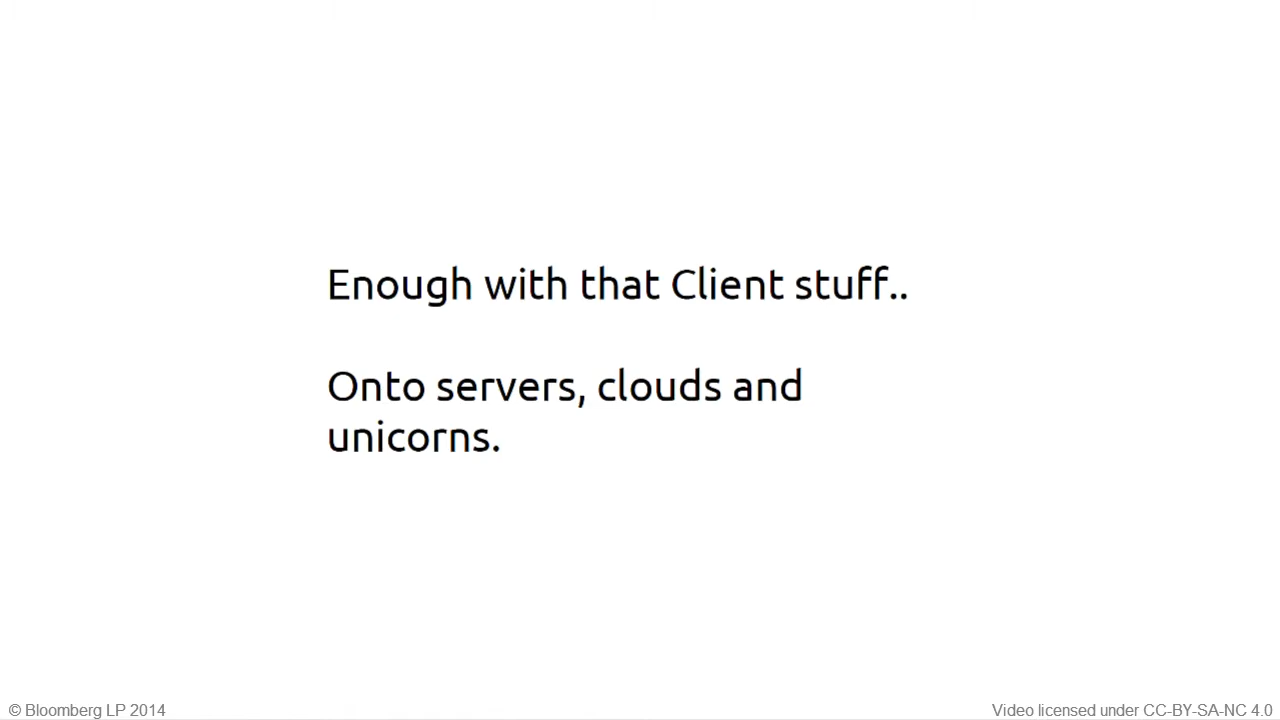 Enough with that Client stuff..
Onto servers, clouds and
unicorns.
© Bloomberg LP 2014
Video licensed under CC-BY-SA-NC 4.0